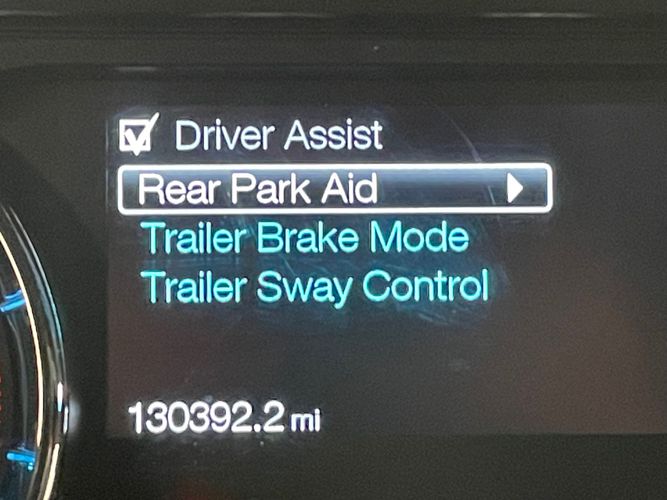 Driver Assist
Rear Park Aid
Trailer Brake Mode
Trailer Sway Control
130392.2 mi